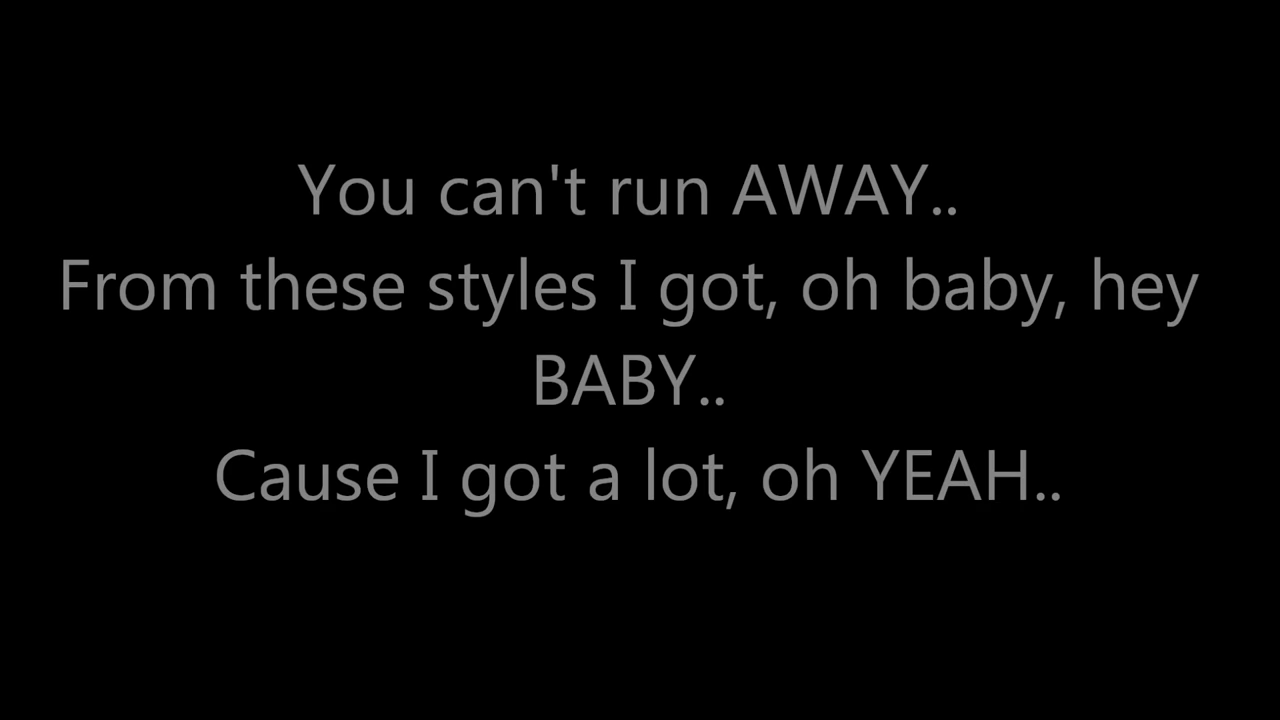 You can't run AWAY..
From these styles I got, oh baby, hey
BABY..
Cause I got a lot, oh YEAH..